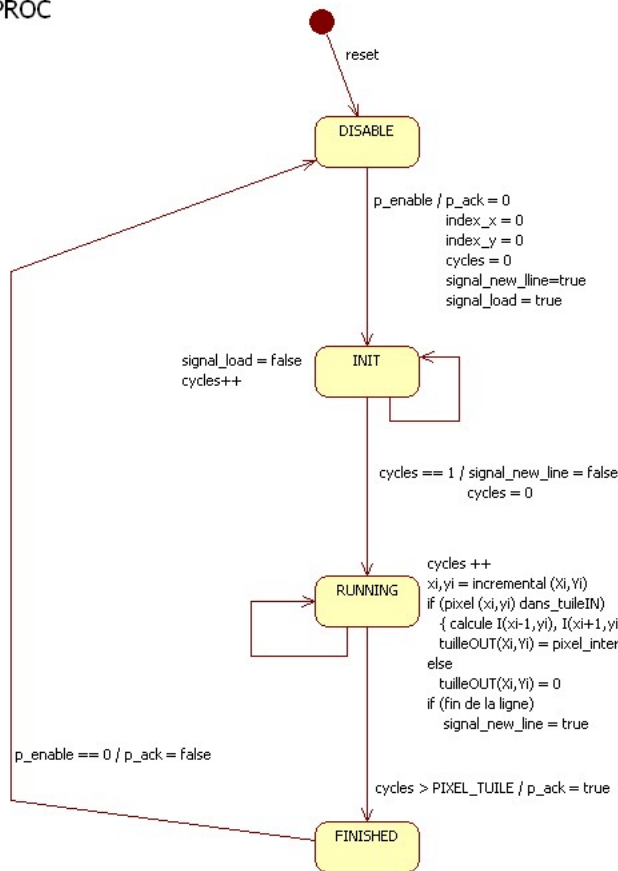 PROC
reset
DISABLE
p_enable / p_ack = 0
index_x = 0
index_y = 0
cycles = 0
signal_new_lline=true
signal_load = true
signal_load = false
cycles++
INIT
cycles == 1 / signal_new_line = false
cycles = 0
cycles ++
xi,yi = incremental (Xi,Yi)
if (pixel (xi,yi) dans_tuileIN)
{ calcule I(xi-1,yi), I(xi+1,yi
tuilleOUT(Xi,Yi) = pixel_inter
else
tuilleOUT(Xi,Yi) = 0
if (fin de la ligne)
signal_new_line = true
RUNNING
p_enable == 0 / p_ack = false
cycles > PIXEL_TUILE / p_ack = true
FINISHED